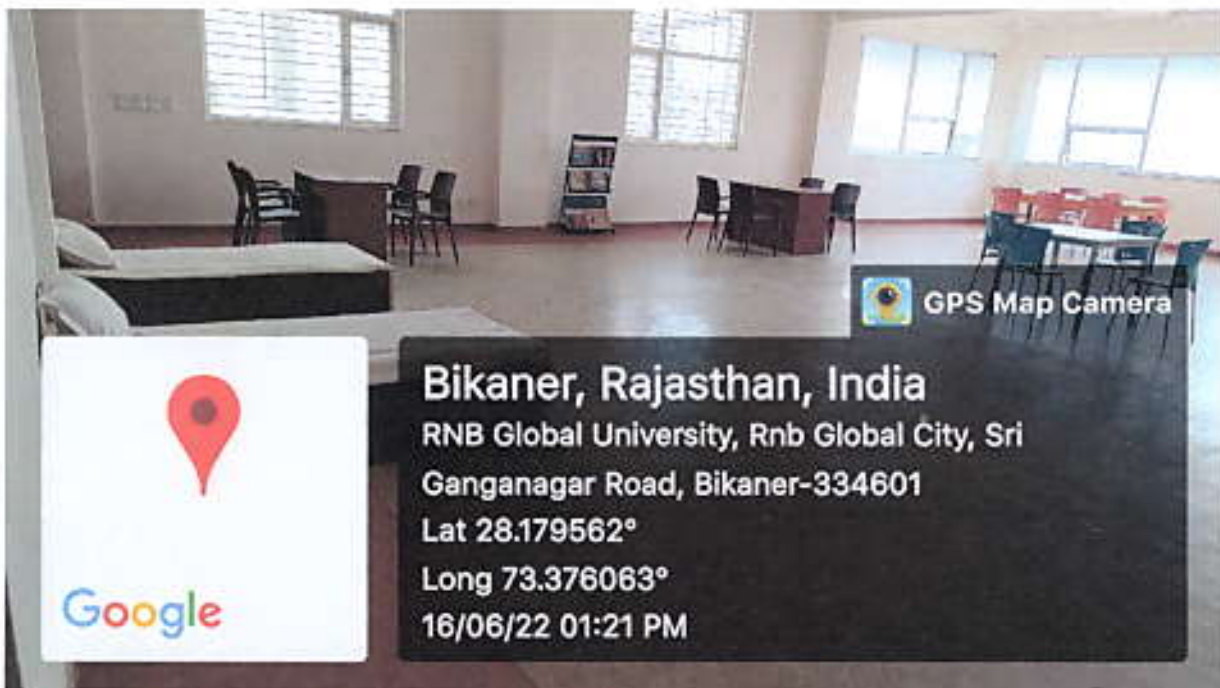 GPS Map Camera
Bikaner, Rajasthan, India
RNB Global University, Rnb Global City, Sri
Ganganagar Road, Bikaner-334601
Lat 28.179562°
Long 73.376063°
16/06/22 01:21 PM
Google